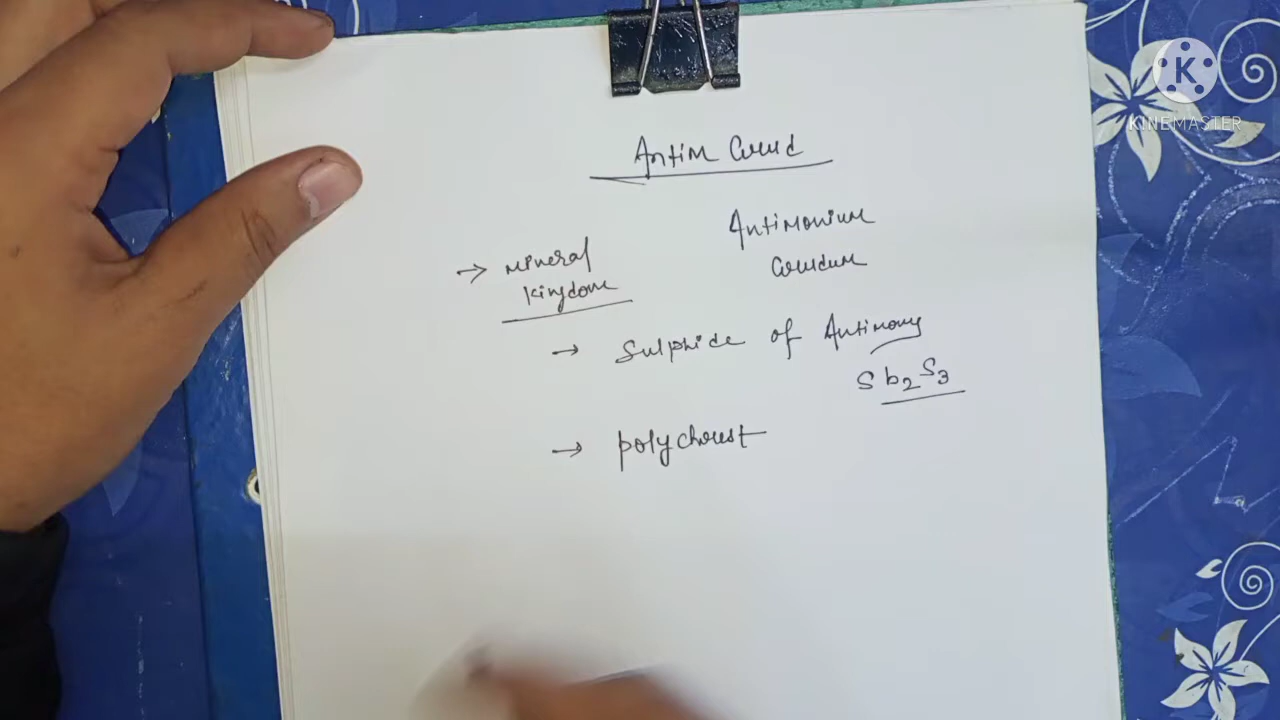 Antim Crud
Antimonium
Crudum
→ Mineral
Kingdom
→ Sulphide of Antimony
Sb2S3
→ polychrest
K
KINEMASTER